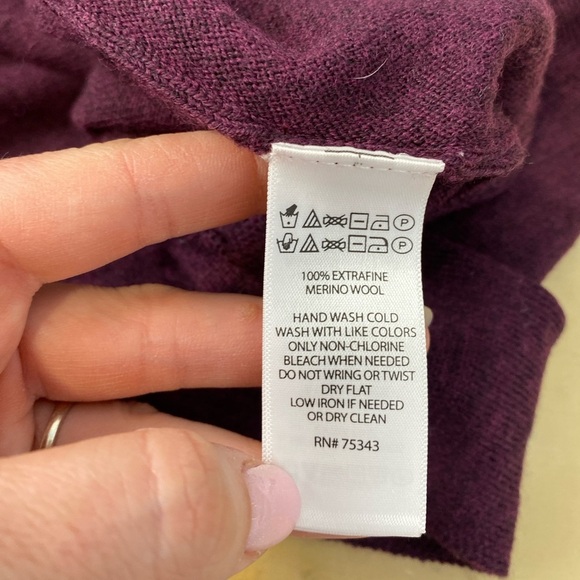 P
P
100% EXTRAFINE
MERINO WOOL
HAND WASH COLD
WASH WITH LIKE COLORS
ONLY NON-CHLORINE
BLEACH WHEN NEEDED
DO NOT WRING OR TWIST
DRY FLAT
LOW IRON IF NEEDED
OR DRY CLEAN
RN# 75343